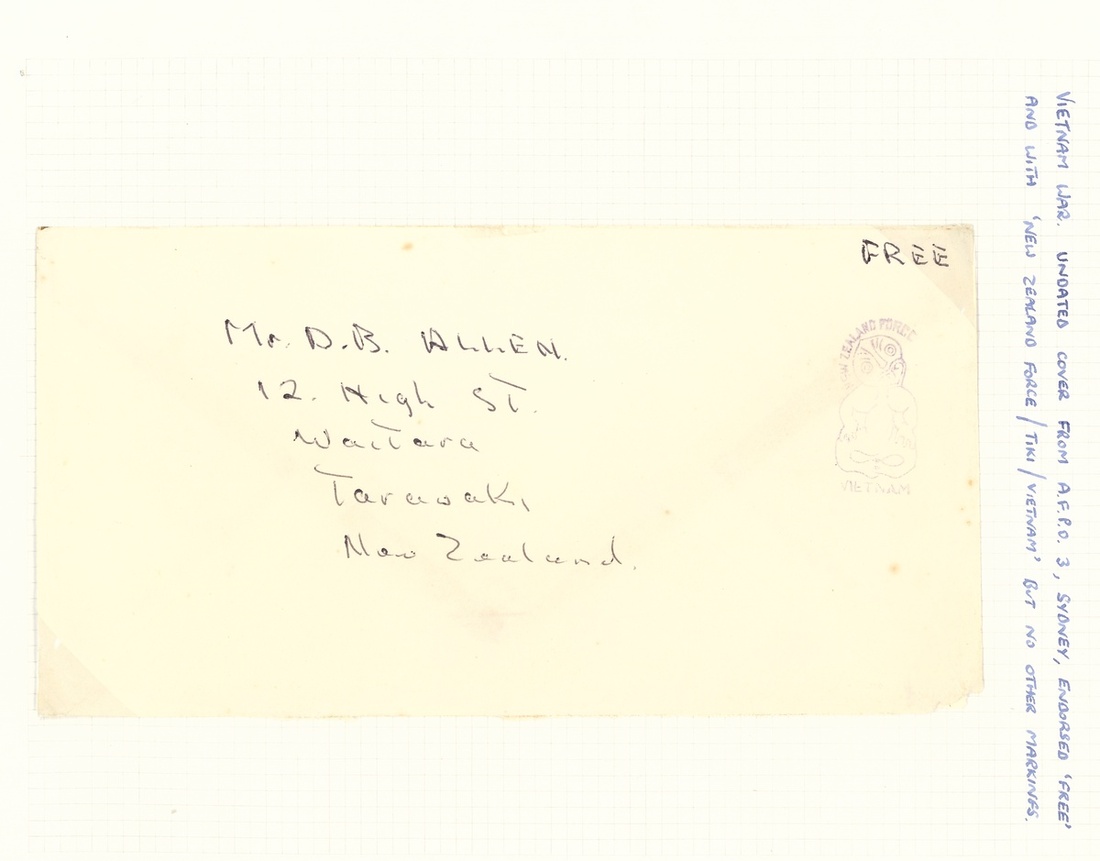 FREE
NEW ZEALAND FORCE
VIETNAM
Mr. D.B. ALLEN.
12. High ST.
Waitara
Taranaki
New Zealand.
VIETNAM WAR. UNDATED COVER FROM A.F.P.O. 3, SYDNEY, ENDORSED 'FREE'
AND WITH 'NEW ZEALAND FORCE/TIKI/VIETNAM' BUT NO OTHER MARKINGS.